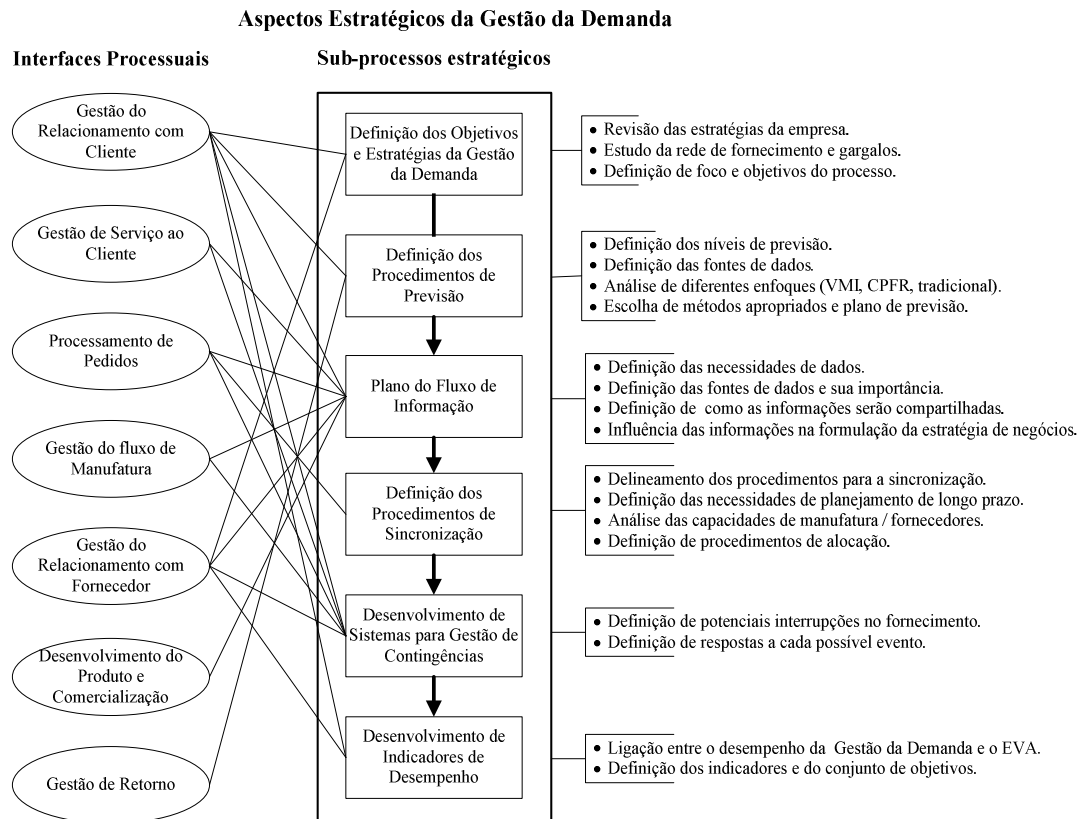 Aspectos Estratégicos da Gestão da Demanda
Interfaces Processuais
Sub-processos estratégicos
Gestão do
Relacionamento com
Cliente
Gestão de Serviço ao
Cliente
Processamento de
Pedidos
Gestão do fluxo de
Manufatura
Gestão do
Relacionamento com
Fornecedor
Desenvolvimento do
Produto e
Comercialização
Gestão de Retorno
Definição dos Objetivos
e Estratégias da Gestão
da Demanda
Definição dos
Procedimentos de
Previsão
Plano do Fluxo de
Informação
Definição dos
Procedimentos de
Sincronização
Desenvolvimento de
Sistemas para Gestão de
Contingências
Desenvolvimento de
Indicadores de
Desempenho
• Revisão das estratégias da empresa.
• Estudo da rede de fornecimento e gargalos.
• Definição de foco e objetivos do processo.
• Definição dos níveis de previsão.
• Definição das fontes de dados.
• Análise de diferentes enfoques (VMI, CPFR, tradicional).
• Escolha de métodos apropriados e plano de previsão.
• Definição das necessidades de dados.
• Definição das fontes de dados e sua importância.
• Definição de como as informações serão compartilhadas.
• Influência das informações na formulação da estratégia de negócios.
• Delineamento dos procedimentos para a sincronização.
• Definição das necessidades de planejamento de longo prazo.
• Análise das capacidades de manufatura / fornecedores.
• Definição de procedimentos de alocação.
• Definição de potenciais interrupções no fornecimento.
• Definição de respostas a cada possível evento.
• Ligação entre o desempenho da Gestão da Demanda e o EVA.
• Definição dos indicadores e do conjunto de objetivos.